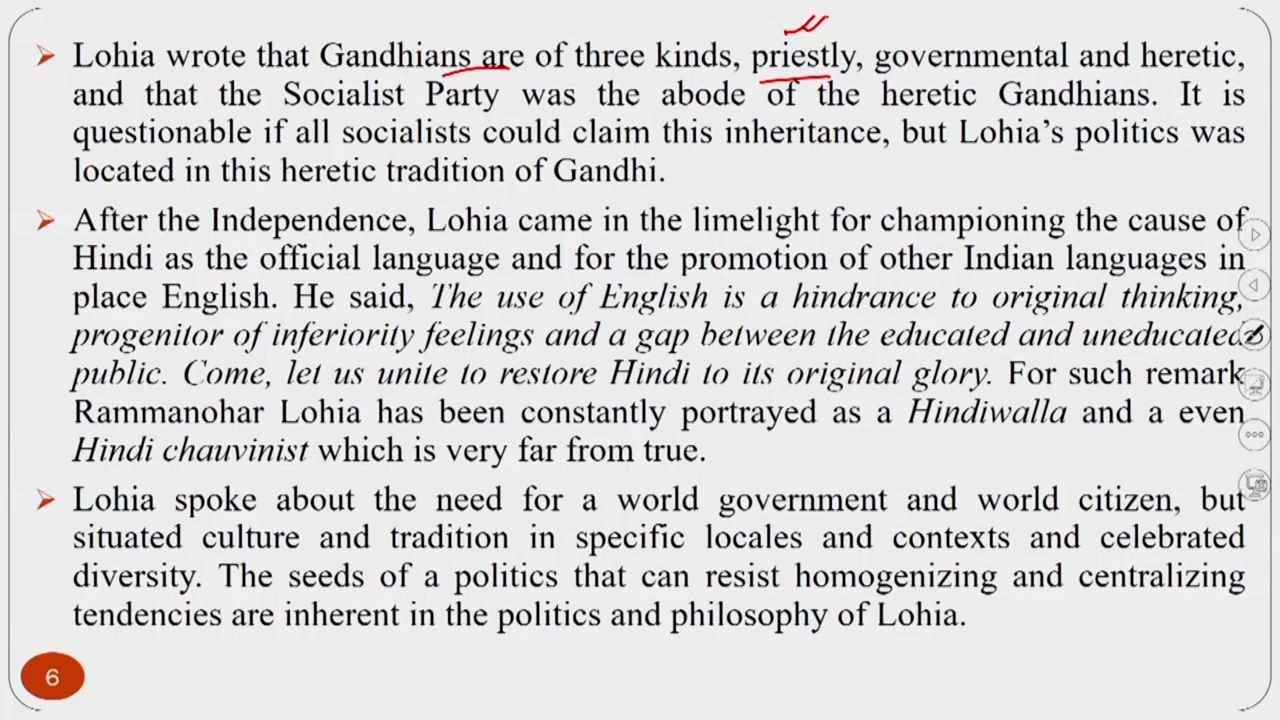 Lohia wrote that Gandhians are of three kinds, priestly, governmental and heretic,
and that the Socialist Party was the abode of the heretic Gandhians. It is
questionable if all socialists could claim this inheritance, but Lohia's politics was
located in this heretic tradition of Gandhi.
After the Independence, Lohia came in the limelight for championing the cause of
Hindi as the official language and for the promotion of other Indian languages in
place English. He said, The use of English is a hindrance to original thinking,
progenitor of inferiority feelings and a gap between the educated and uneducated
public. Come, let us unite to restore Hindi to its original glory. For such remark
Rammanohar Lohia has been constantly portrayed as a Hindiwalla and a even
Hindi chauvinist which is very far from true.
Lohia spoke about the need for a world government and world citizen, but
situated culture and tradition in specific locales and contexts and celebrated
diversity. The seeds of a politics that can resist homogenizing and centralizing
tendencies are inherent in the politics and philosophy of Lohia.
6